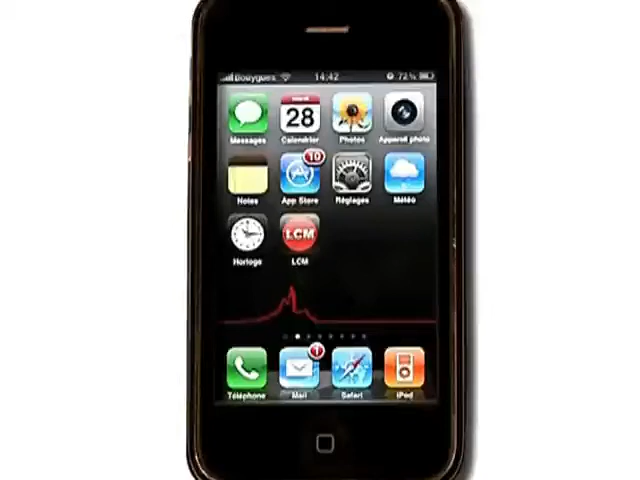 Bouygues 14:42 72 %
28
Messages Calendrier Photos Appareil photo
10
Notes App Store Réglages Météo
LCM
Horloge LCM
1
Téléphone Mail Safari iPod